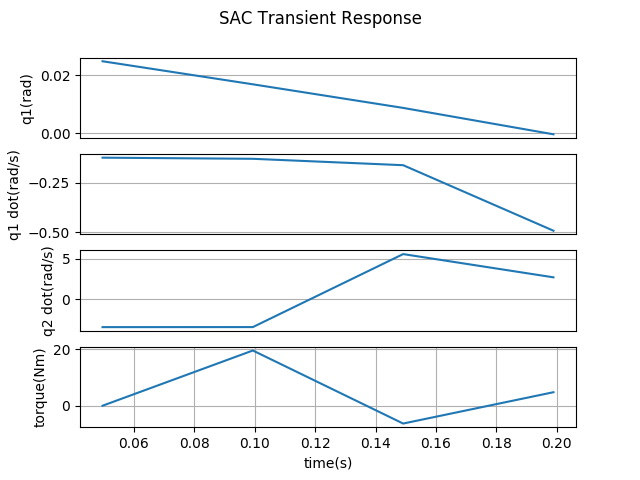 SAC Transient Response
q1(rad)
0.02
0.00
q1 dot(rad/s)
−0.25
−0.50
q2 dot(rad/s)
5
0
torque(Nm)
20
0
0.06 0.08 0.10 0.12 0.14 0.16 0.18 0.20
time(s)